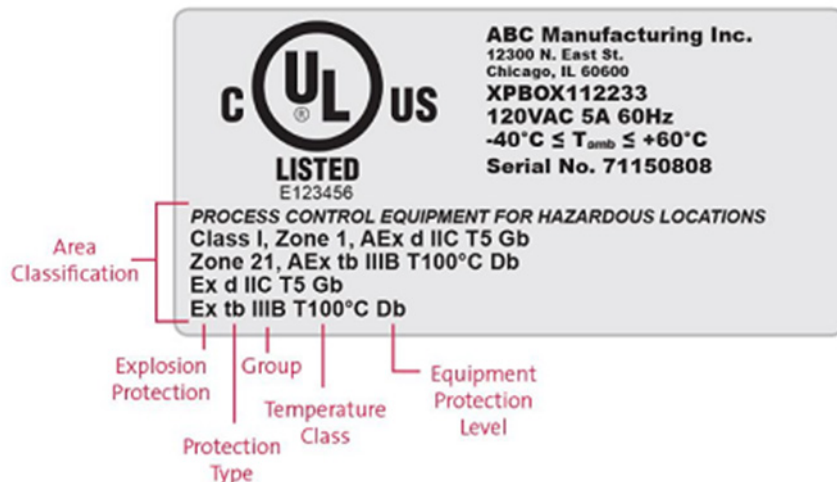 ABC Manufacturing Inc.
12300 N. East St.
Chicago, IL 60600
XPBOX112233
120VAC 5A 60Hz
-40°C ≤ Tamb ≤ +60°C
Serial No. 71150808
C UL ® US
LISTED
E123456
PROCESS CONTROL EQUIPMENT FOR HAZARDOUS LOCATIONS
Class I, Zone 1, AEx d IIC T5 Gb
Zone 21, AEx tb IIIB T100°C Db
Ex d IIC T5 Gb
Ex tb IIIB T100°C Db
Area
Classification
Explosion
Protection
Protection
Type
Group
Temperature
Class
Equipment
Protection
Level